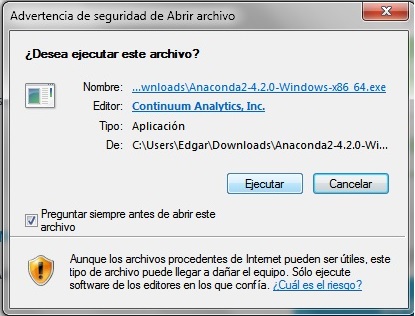 Advertencia de seguridad de Abrir archivo
¿Desea ejecutar este archivo?
Nombre: ...wnloads\Anaconda2-4.2.0-Windows-x86_64.exe
Editor: Continuum Analytics, Inc.
Tipo: Aplicación
De: C:\Users\Edgar\Downloads\Anaconda2-4.2.0-Wi...
Ejecutar Cancelar
Preguntar siempre antes de abrir este
archivo
Aunque los archivos procedentes de Internet pueden ser útiles, este
tipo de archivo puede llegar a dañar el equipo. Sólo ejecute
software de los editores en los que confía. ¿Cuál es el riesgo?